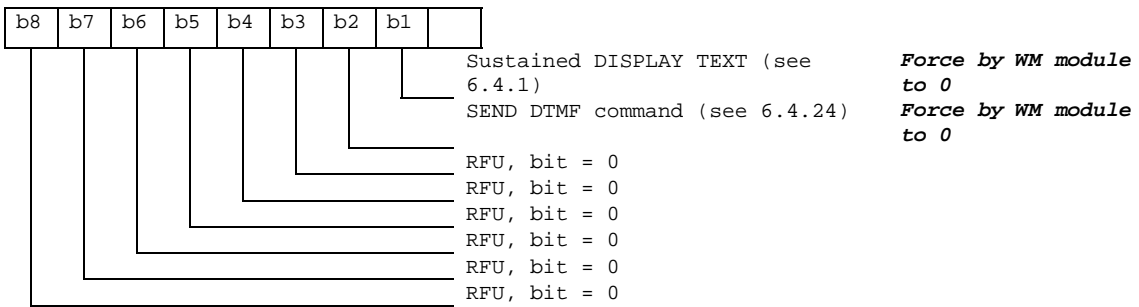 b8 b7 b6 b5 b4 b3 b2 b1
Sustained DISPLAY TEXT (see Force by WM module
6.4.1) to 0
SEND DTMF command (see 6.4.24) Force by WM module
to 0
RFU, bit = 0
RFU, bit = 0
RFU, bit = 0
RFU, bit = 0
RFU, bit = 0
RFU, bit = 0